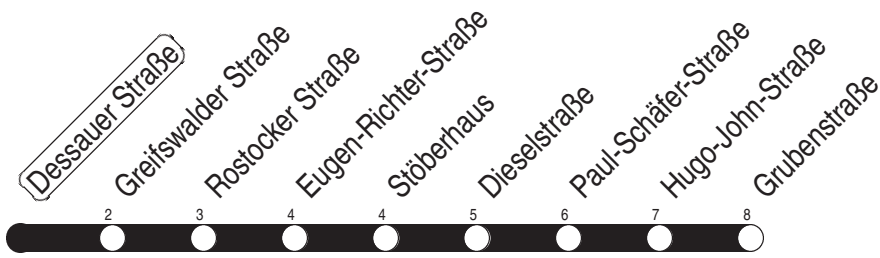 Dessauer Straße
Greifswalder Straße
Rostocker Straße
Eugen-Richter-Straße
Stöberhaus
Dieselstraße
Paul-Schäfer-Straße
Hugo-John-Straße
Grubenstraße
2 3 4 4 5 6 7 8